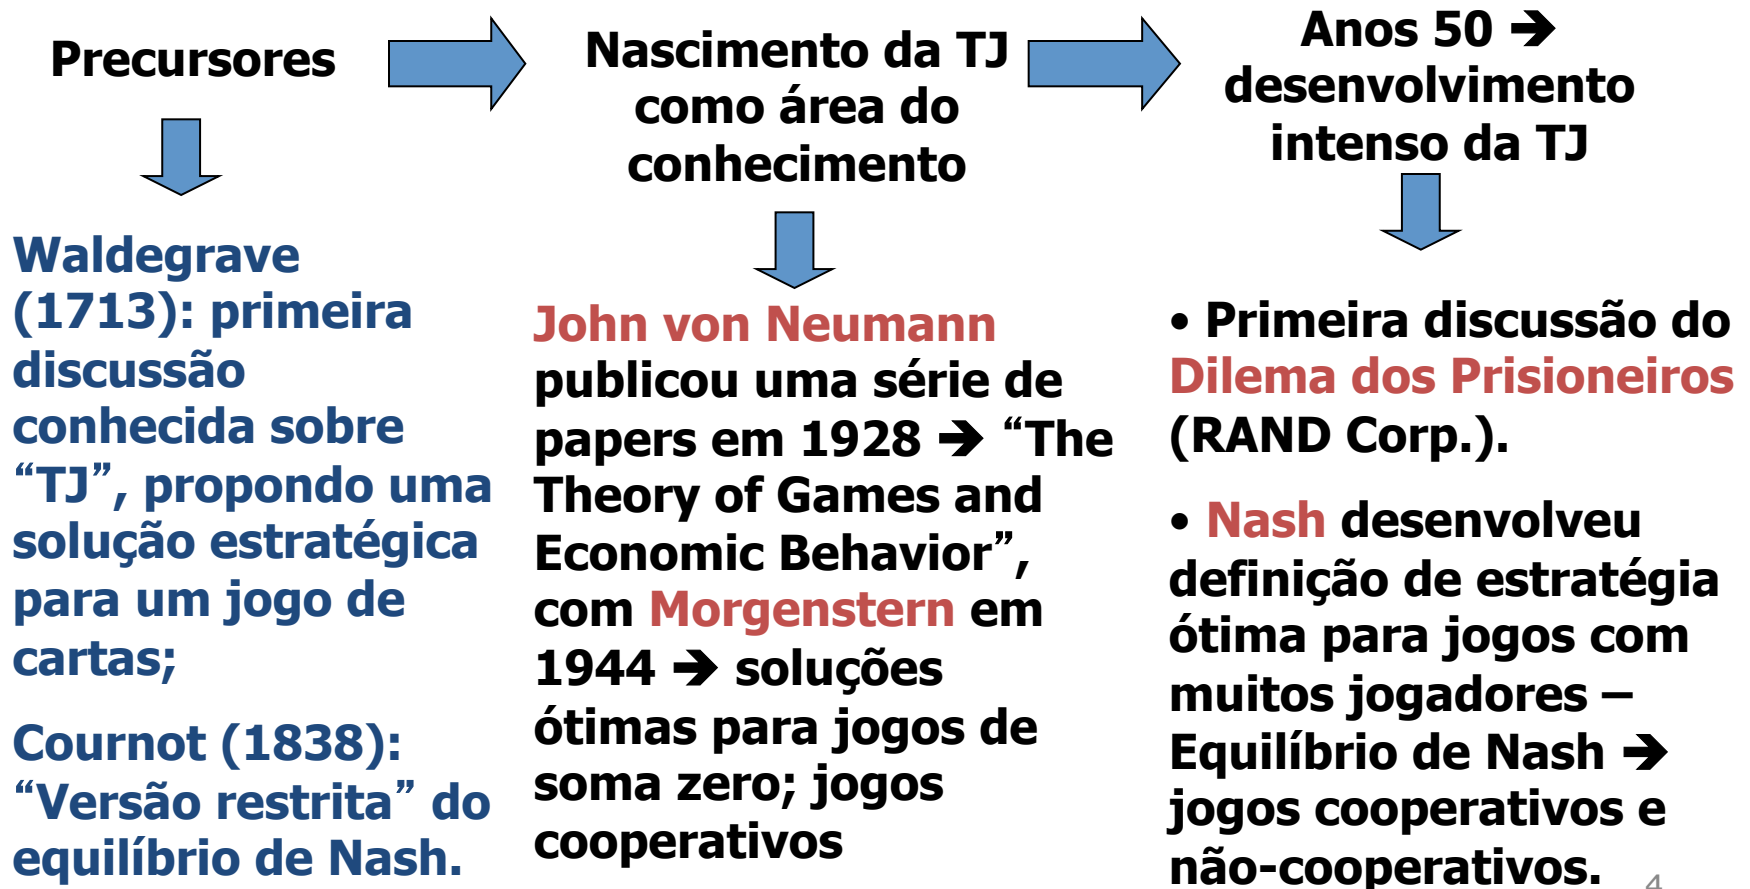 Precursores
Waldegrave
(1713): primeira
discussão
conhecida sobre
“TJ”, propondo uma
solução estratégica
para um jogo de
cartas;
Cournot (1838):
“Versão restrita” do
equilíbrio de Nash.
Nascimento da TJ
como área do
conhecimento
John von Neumann
publicou uma série de
papers em 1928 ➔ “The
Theory of Games and
Economic Behavior”,
com Morgenstern em
1944 ➔ soluções
ótimas para jogos de
soma zero; jogos
cooperativos
Anos 50 ➔
desenvolvimento
intenso da TJ
• Primeira discussão do
Dilema dos Prisioneiros
(RAND Corp.).
• Nash desenvolveu
definição de estratégia
ótima para jogos com
muitos jogadores –
Equilíbrio de Nash ➔
jogos cooperativos e
não-cooperativos.
4